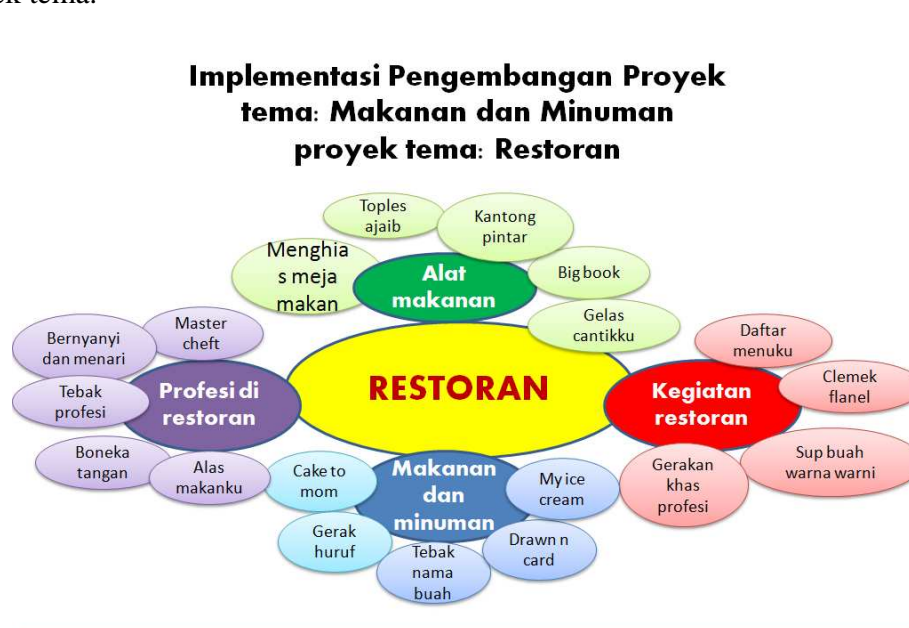 ok tema.
Implementasi Pengembangan Proyek
tema: Makanan dan Minuman
proyek tema: Restoran
Toples
ajaib
Kantong
pintar
Menghia
s meja
makan
Alat
makanan
Big book
Gelas
cantikku
Master
cheft
Bernyanyi
dan menari
Tebak
profesi
Profesi di
restoran
Boneka
tangan
Alas
makanku
RESTORAN
Daftar
menuku
Clemek
flanel
Kegiatan
restoran
Sup buah
warna warni
Gerakan
khas
profesi
Cake to
mom
Makanan
dan
minuman
My ice
cream
Gerak
huruf
Tebak
nama
buah
Drawn n
card